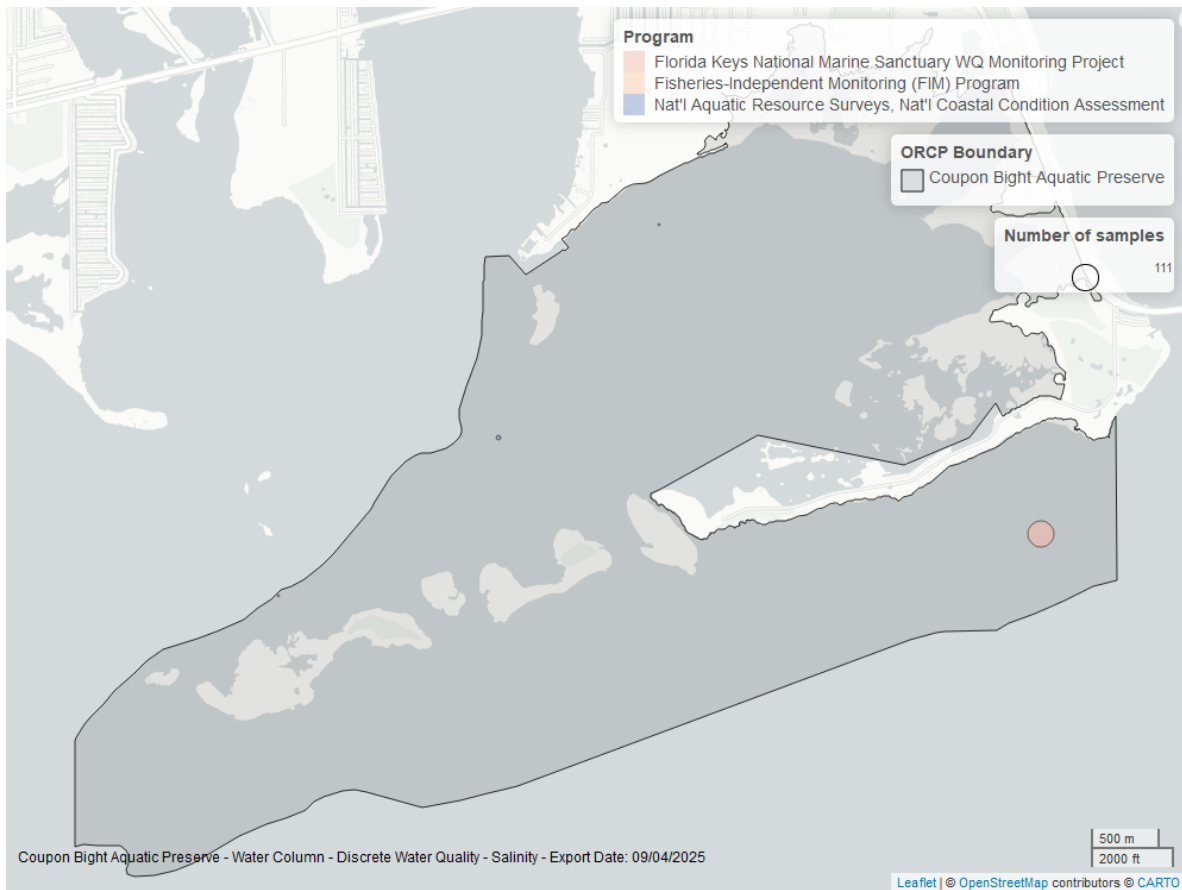 Program
Florida Keys National Marine Sanctuary WQ Monitoring Project
Fisheries-Independent Monitoring (FIM) Program
Nat'l Aquatic Resource Surveys, Nat'l Coastal Condition Assessment
ORCP Boundary
Coupon Bight Aquatic Preserve
Number of samples
111
500 m
2000 ft
Coupon Bight Aquatic Preserve - Water Column - Discrete Water Quality - Salinity - Export Date: 09/04/2025
Leaflet | © OpenStreetMap contributors © CARTO